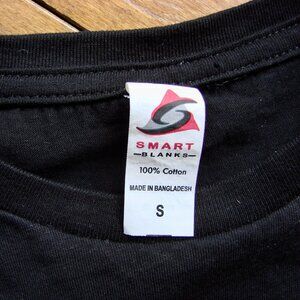 SMART
BLANKS
100% Cotton
MADE IN BANGLADESH
S